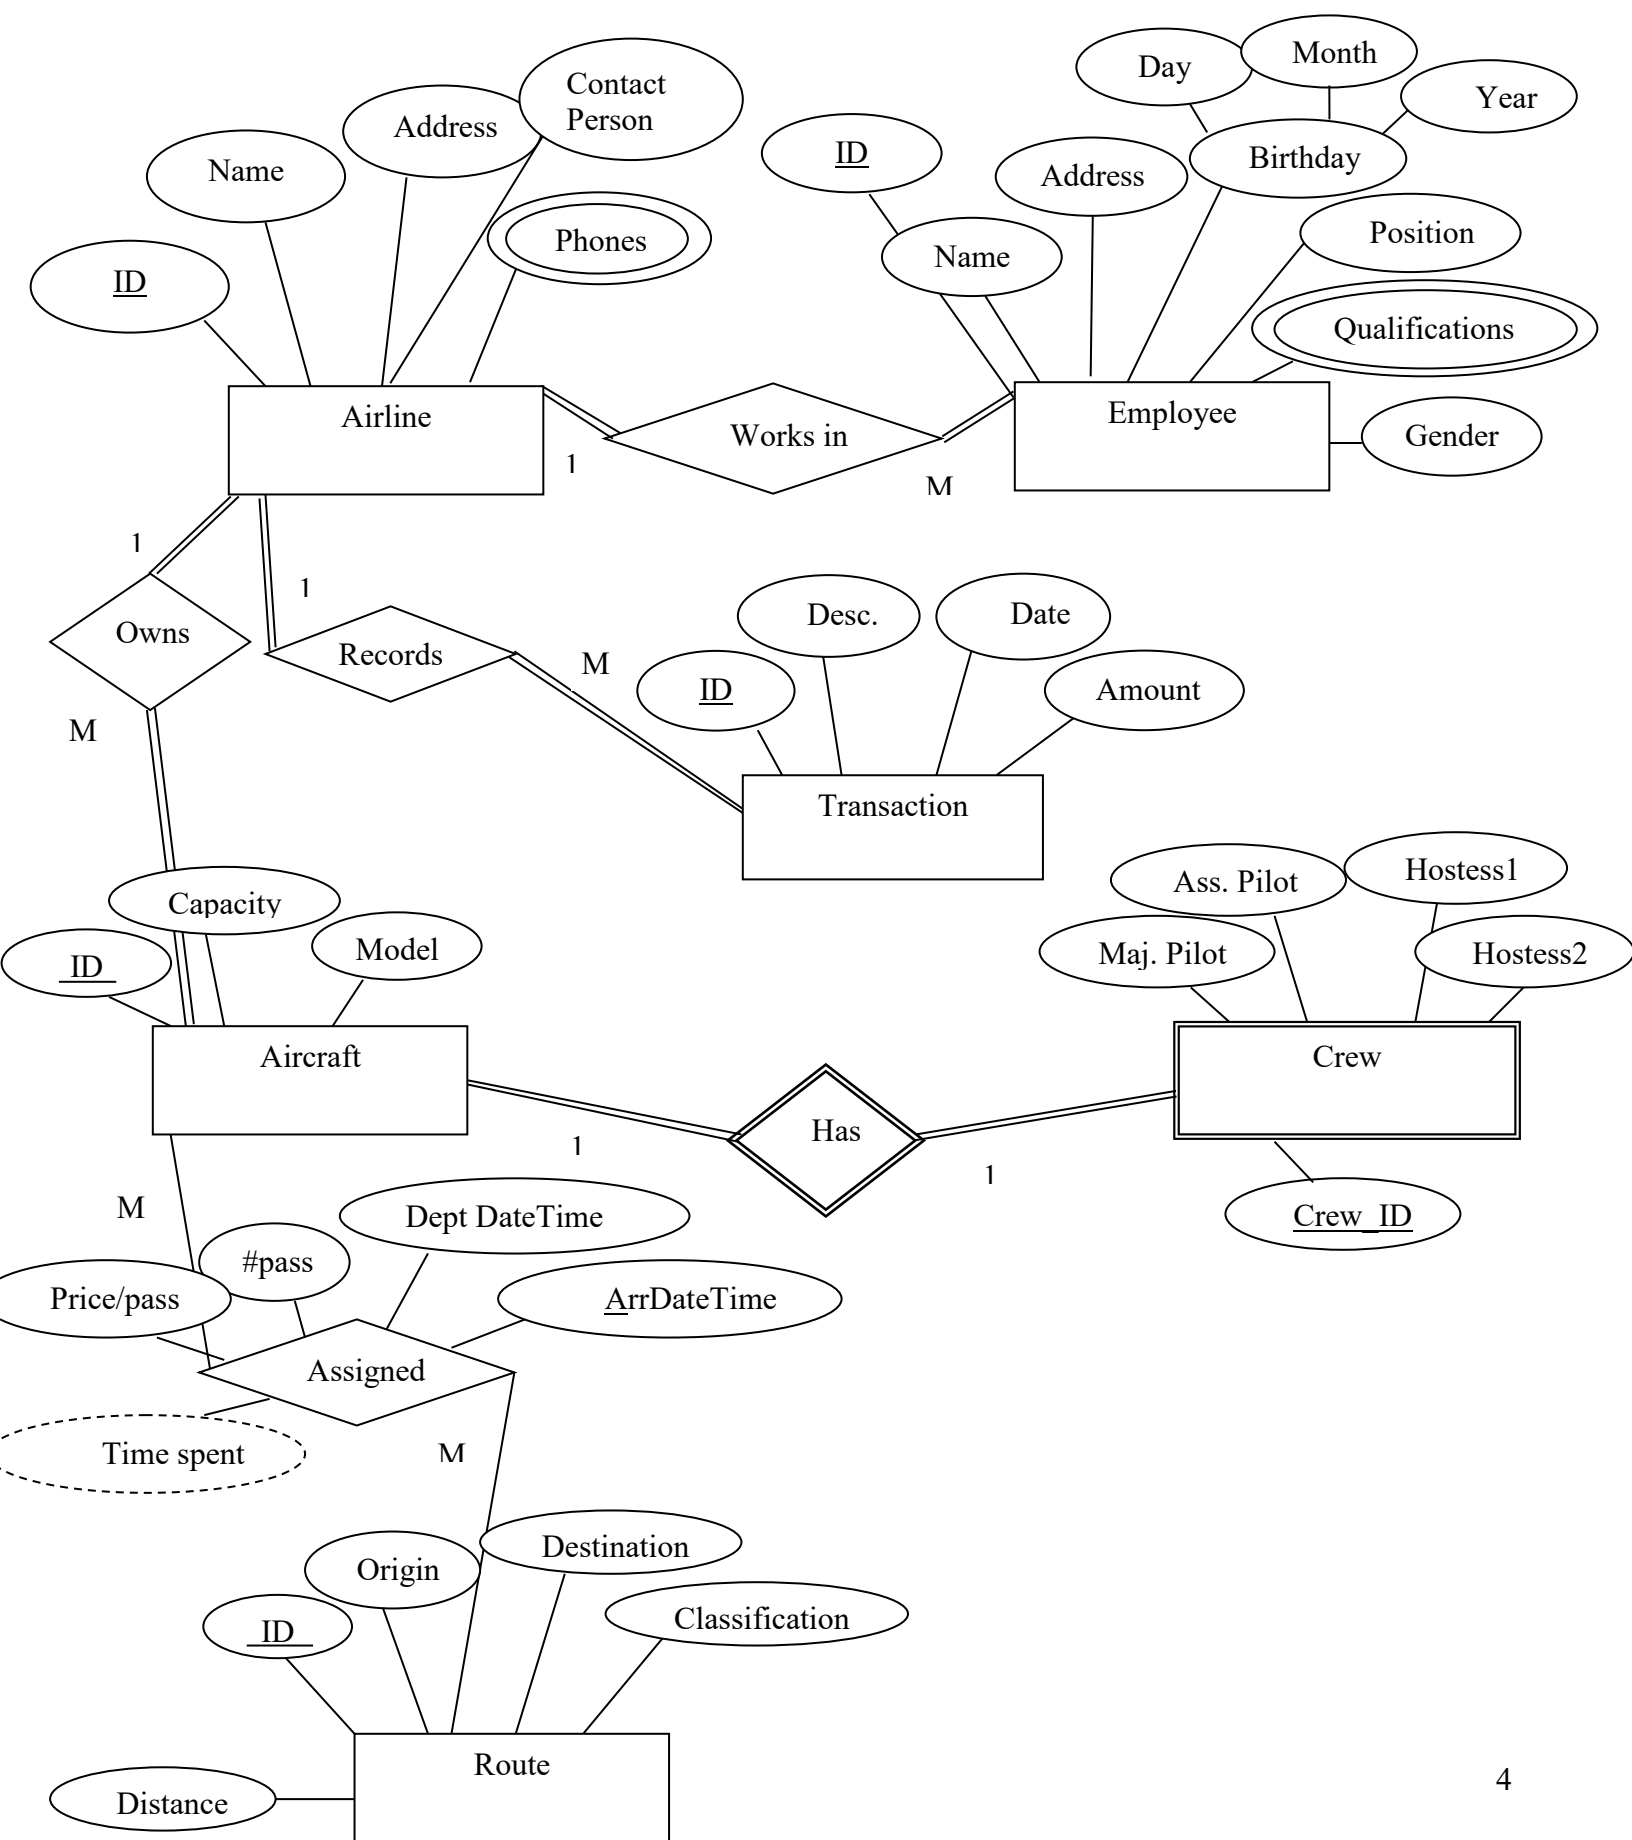 Contact
Person
Address
Name
ID
Phones
Airline
Day
Month
Year
Birthday
ID
Address
Name
Position
Qualifications
Gender
Employee
Works in
1
M
1
1
Owns
Records
M
M
Desc.
Date
ID
Amount
Transaction
Capacity
ID
Model
Aircraft
Ass. Pilot
Hostess1
Maj. Pilot
Hostess2
Crew
Has
1
1
Crew_ID
M
Dept DateTime
#pass
Price/pass
ArrDateTime
Assigned
Time spent
M
Origin
Destination
ID
Classification
Route
Distance
4